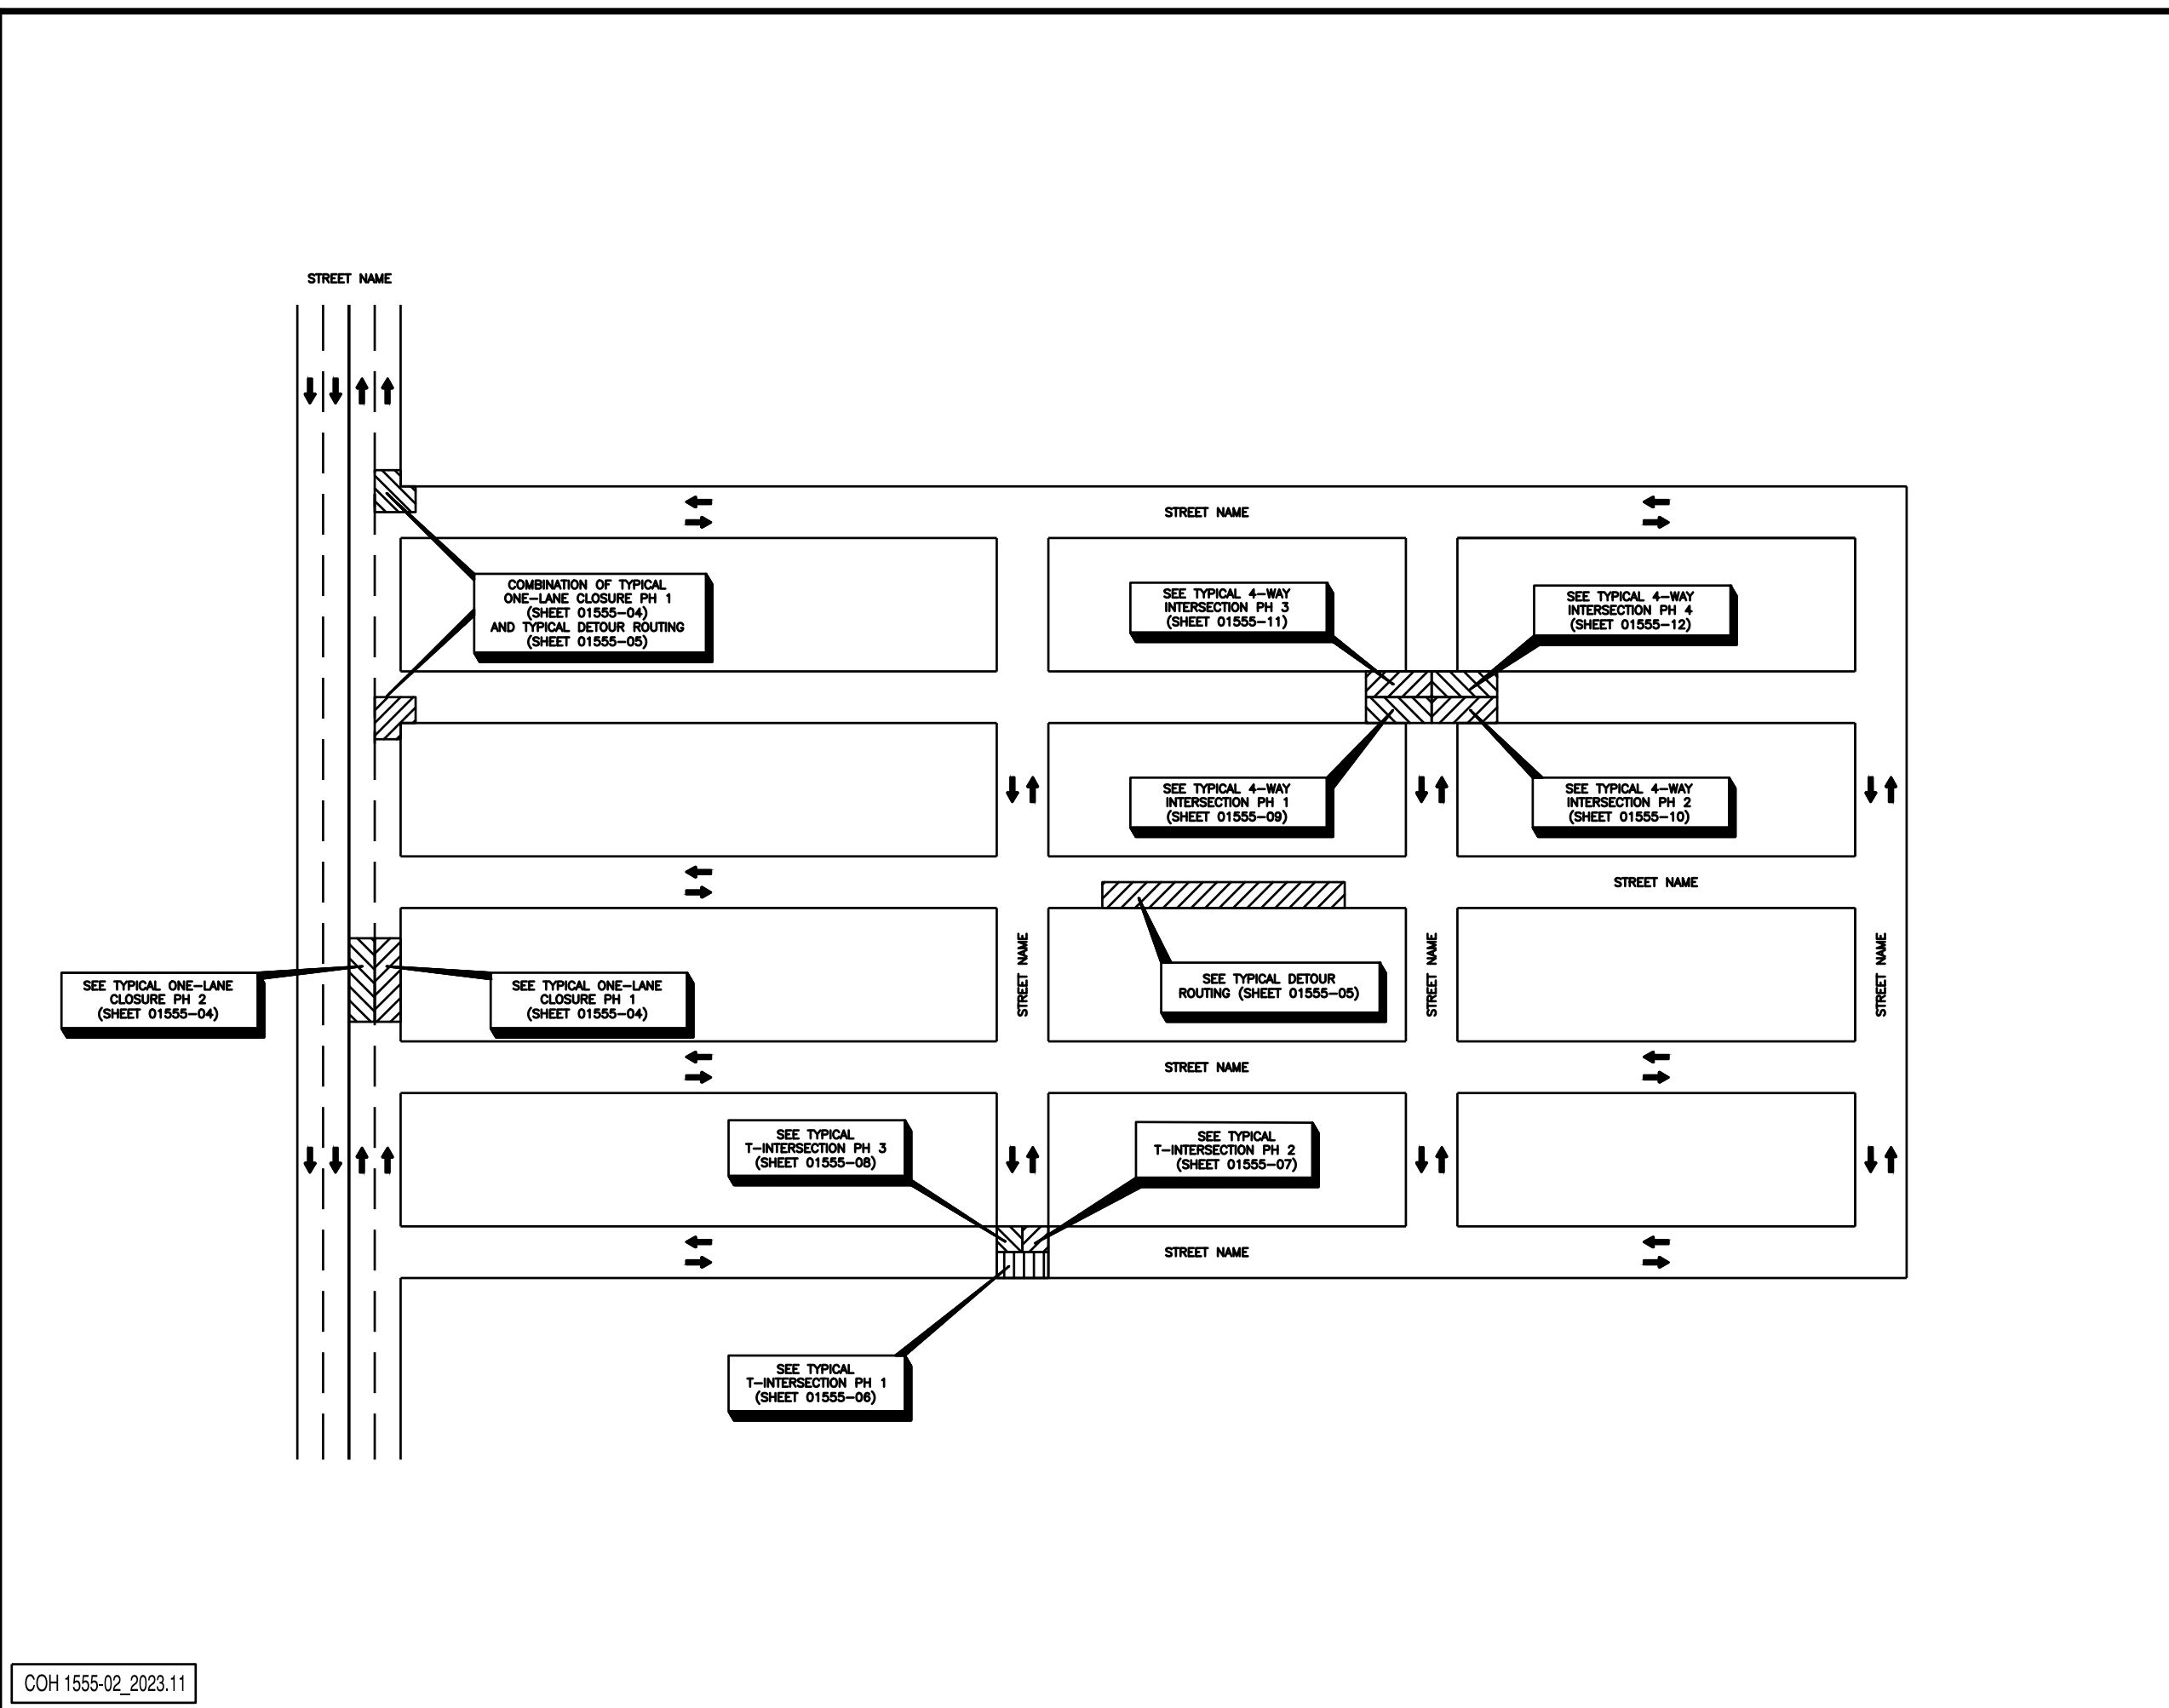 STREET NAME
STREET NAME
COMBINATION OF TYPICAL
ONE-LANE CLOSURE PH 1
(SHEET 01555-04)
AND TYPICAL DETOUR ROUTING
(SHEET 01555-05)
SEE TYPICAL 4-WAY
INTERSECTION PH 3
(SHEET 01555-11)
SEE TYPICAL 4-WAY
INTERSECTION PH 4
(SHEET 01555-12)
SEE TYPICAL 4-WAY
INTERSECTION PH 1
(SHEET 01555-09)
SEE TYPICAL 4-WAY
INTERSECTION PH 2
(SHEET 01555-10)
STREET NAME
SEE TYPICAL ONE-LANE
CLOSURE PH 2
(SHEET 01555-04)
SEE TYPICAL ONE-LANE
CLOSURE PH 1
(SHEET 01555-04)
STREET NAME
SEE TYPICAL DETOUR
ROUTING (SHEET 01555-05)
STREET NAME
STREET NAME
STREET NAME
SEE TYPICAL
T-INTERSECTION PH 3
(SHEET 01555-08)
SEE TYPICAL
T-INTERSECTION PH 2
(SHEET 01555-07)
STREET NAME
SEE TYPICAL
T-INTERSECTION PH 1
(SHEET 01555-06)
COH 1555-02_2023.11